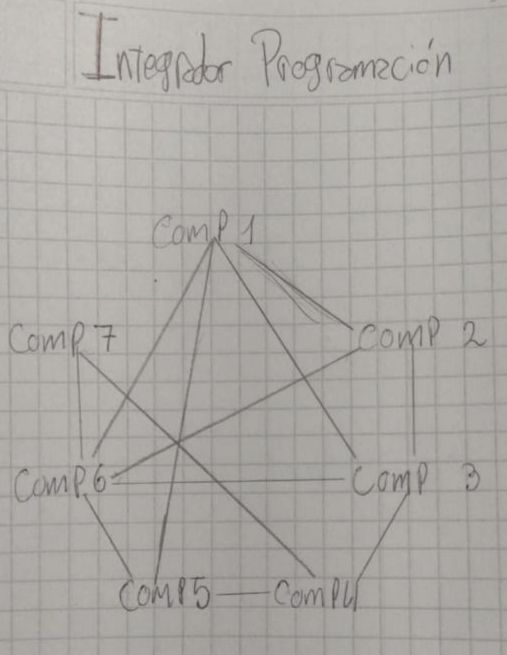 Integrador Programación
Comp 1
Comp 7
Comp 2
Comp 6
Comp 3
Comp 5
Comp 4